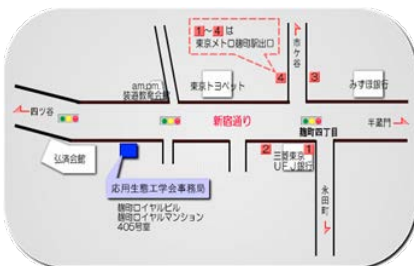 1～4は
東京メトロ麹町駅出口
市ケ谷
4
3
am.pm.1
装道教育会館
東京トヨペット
みずほ銀行
四ツ谷
新宿通り
麹町四丁目
半蔵門
弘済会館
2
1
三菱東京
UFJ銀行
応用生態工学会事務局
永田町
麹町ロイヤルビル
麹町ロイヤルマンション
405号室